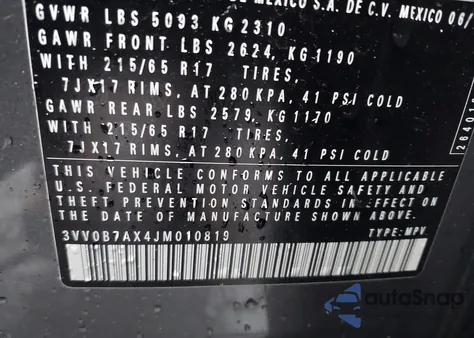 DE MEXICO S.A. DE C.V. MEXICO 06/
GVWR LBS 5093 KG 2310
GAWR FRONT LBS 2624, KG 1190
WITH 215/65 R17 TIRES,
7JX17 RIMS, AT 280 KPA, 41 PSI COLD
GAWR REAR LBS 2579, KG 1170
WITH 215/65 R17 TIRES,
7JX17 RIMS, AT 280 KPA, 41 PSI COLD
THIS VEHICLE CONFORMS TO ALL APPLICABLE
U.S. FEDERAL MOTOR VEHICLE SAFETY AND
THEFT PREVENTION STANDARDS IN EFFECT ON
THE DATE OF MANUFACTURE SHOWN ABOVE.
3VV0B7AX4JM010819 TYPE: MPV
autoSnap